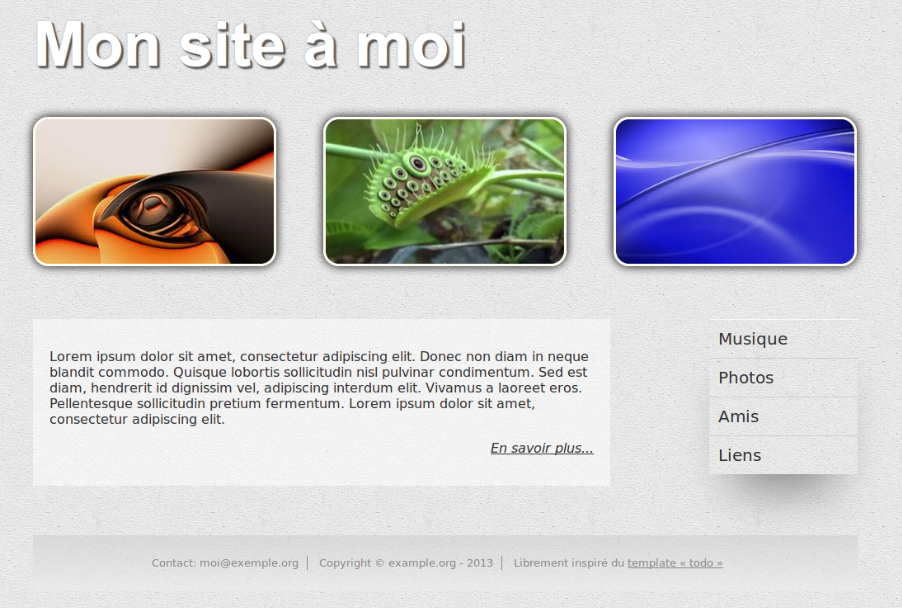 Mon site à moi
Lorem ipsum dolor sit amet, consectetur adipiscing elit. Donec non diam in neque
blandit commodo. Quisque lobortis sollicitudin nisl pulvinar condimentum. Sed est
diam, hendrerit id dignissim vel, adipiscing interdum elit. Vivamus a laoreet eros.
Pellentesque sollicitudin pretium fermentum. Lorem ipsum dolor sit amet,
consectetur adipiscing elit.
En savoir plus...
Musique
Photos
Amis
Liens
Contact: moi@exemple.org | Copyright © example.org - 2013 | Librement inspiré du template « todo »